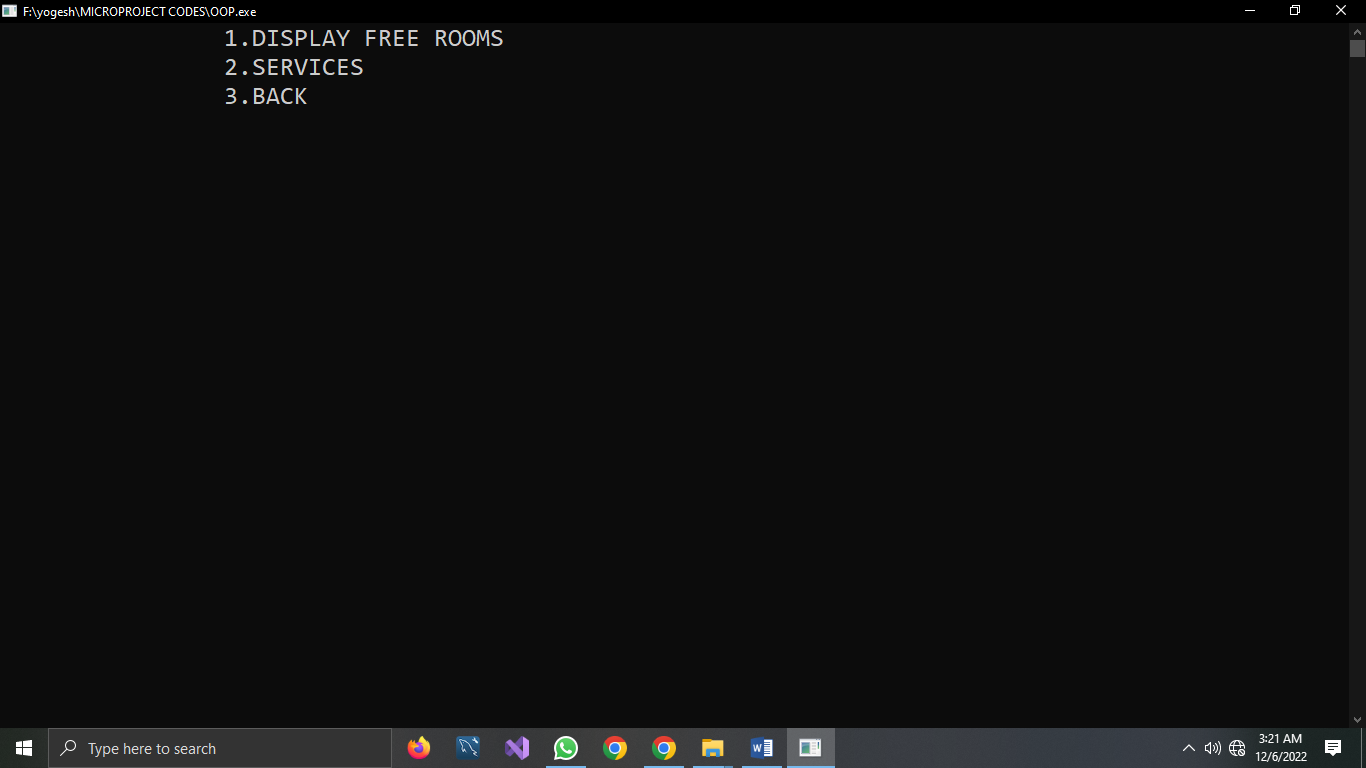 F:\yogesh\MICROPROJECT CODES\OOP.exe
1.DISPLAY FREE ROOMS
2.SERVICES
3.BACK
Type here to search
3:21 AM
12/6/2022